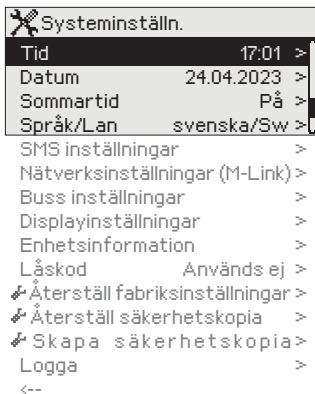 Systeminställn.
Tid 17:01 >
Datum 24.04.2023 >
Sommartid På >
Språk/Lan svenska/Sw >
SMS inställningar >
Nätverksinställningar (M-Link) >
Buss inställningar >
Displayinställningar >
Enhetsinformation >
Låskod Används ej >
Återställ fabriksinställningar >
Återställ säkerhetskopia >
Skapa säkerhetskopia >
Logga >
<--